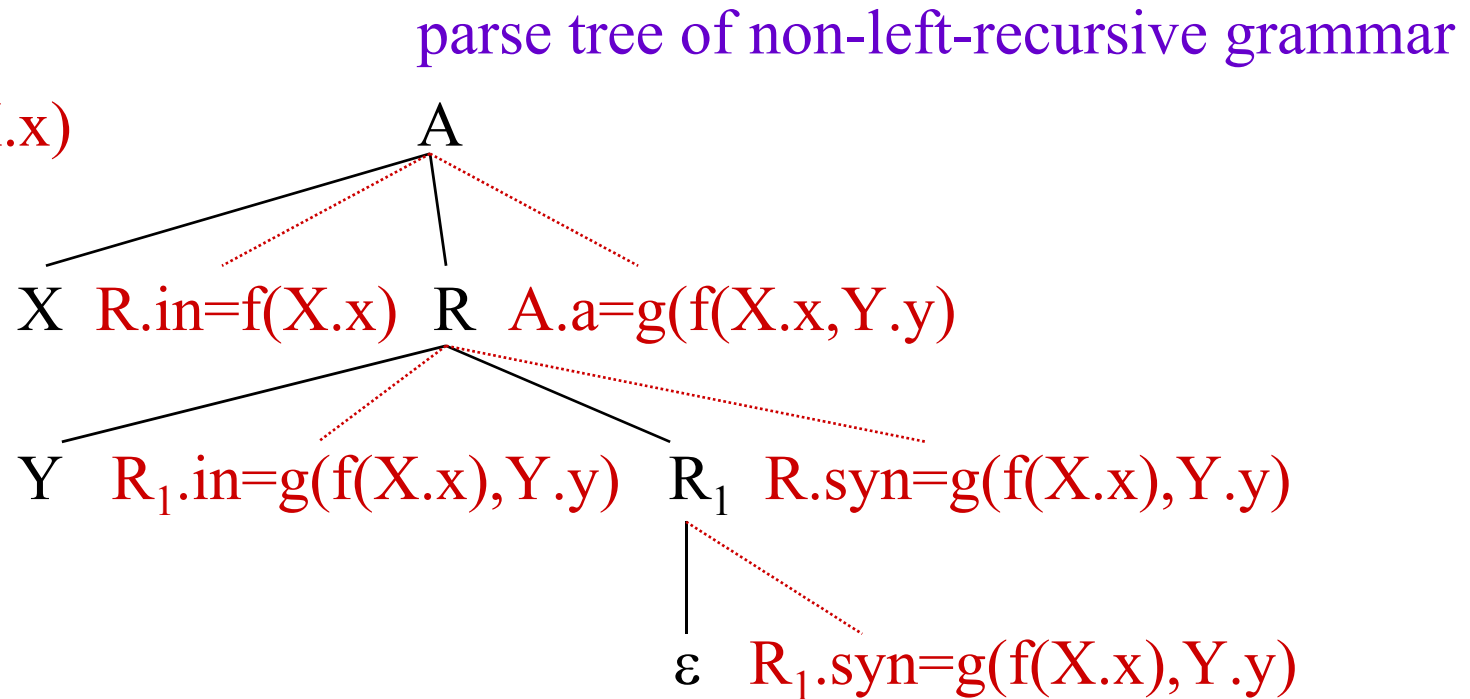 parse tree of non-left-recursive grammar
.x) A
X R.in=f(X.x) R A.a=g(f(X.x,Y.y)
Y R₁.in=g(f(X.x),Y.y) R₁ R.syn=g(f(X.x),Y.y)
ε R₁.syn=g(f(X.x),Y.y)